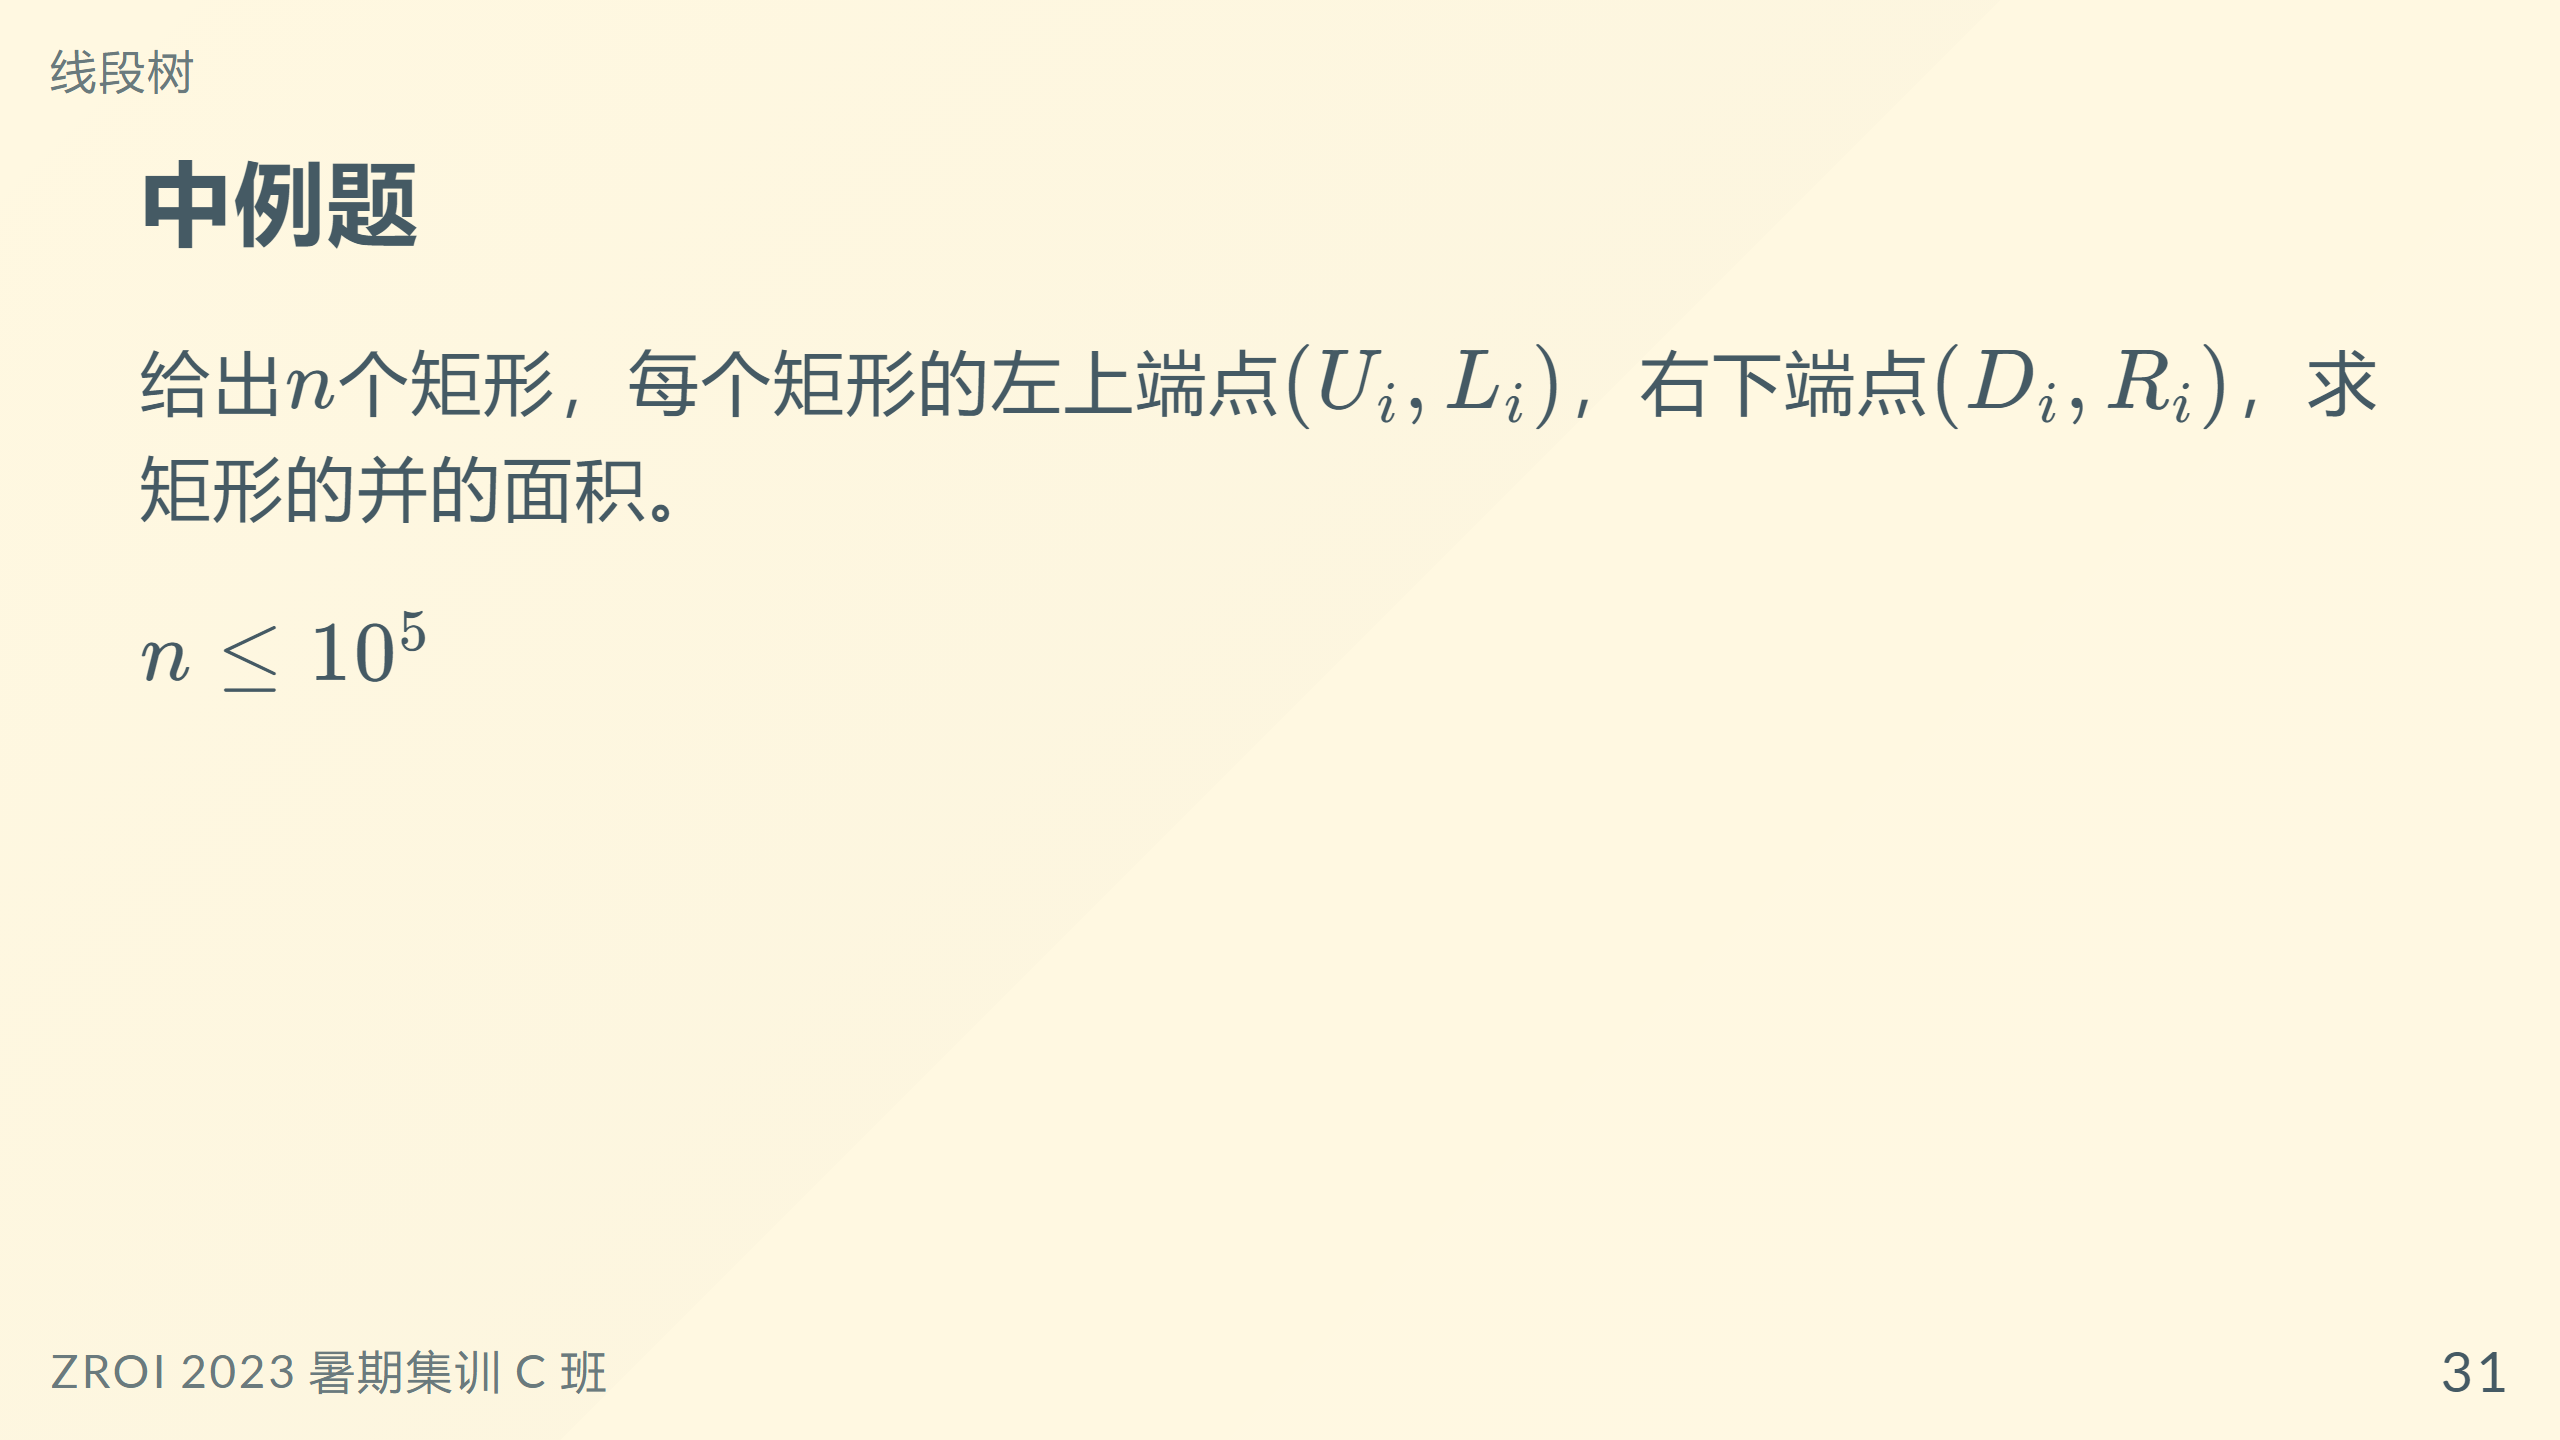 线段树
中例题
给出n个矩形，每个矩形的左上端点(U_i, L_i)，右下端点(D_i, R_i)，求
矩形的并的面积。
n ≤ 10^5
ZROI 2023 暑期集训 C 班
31